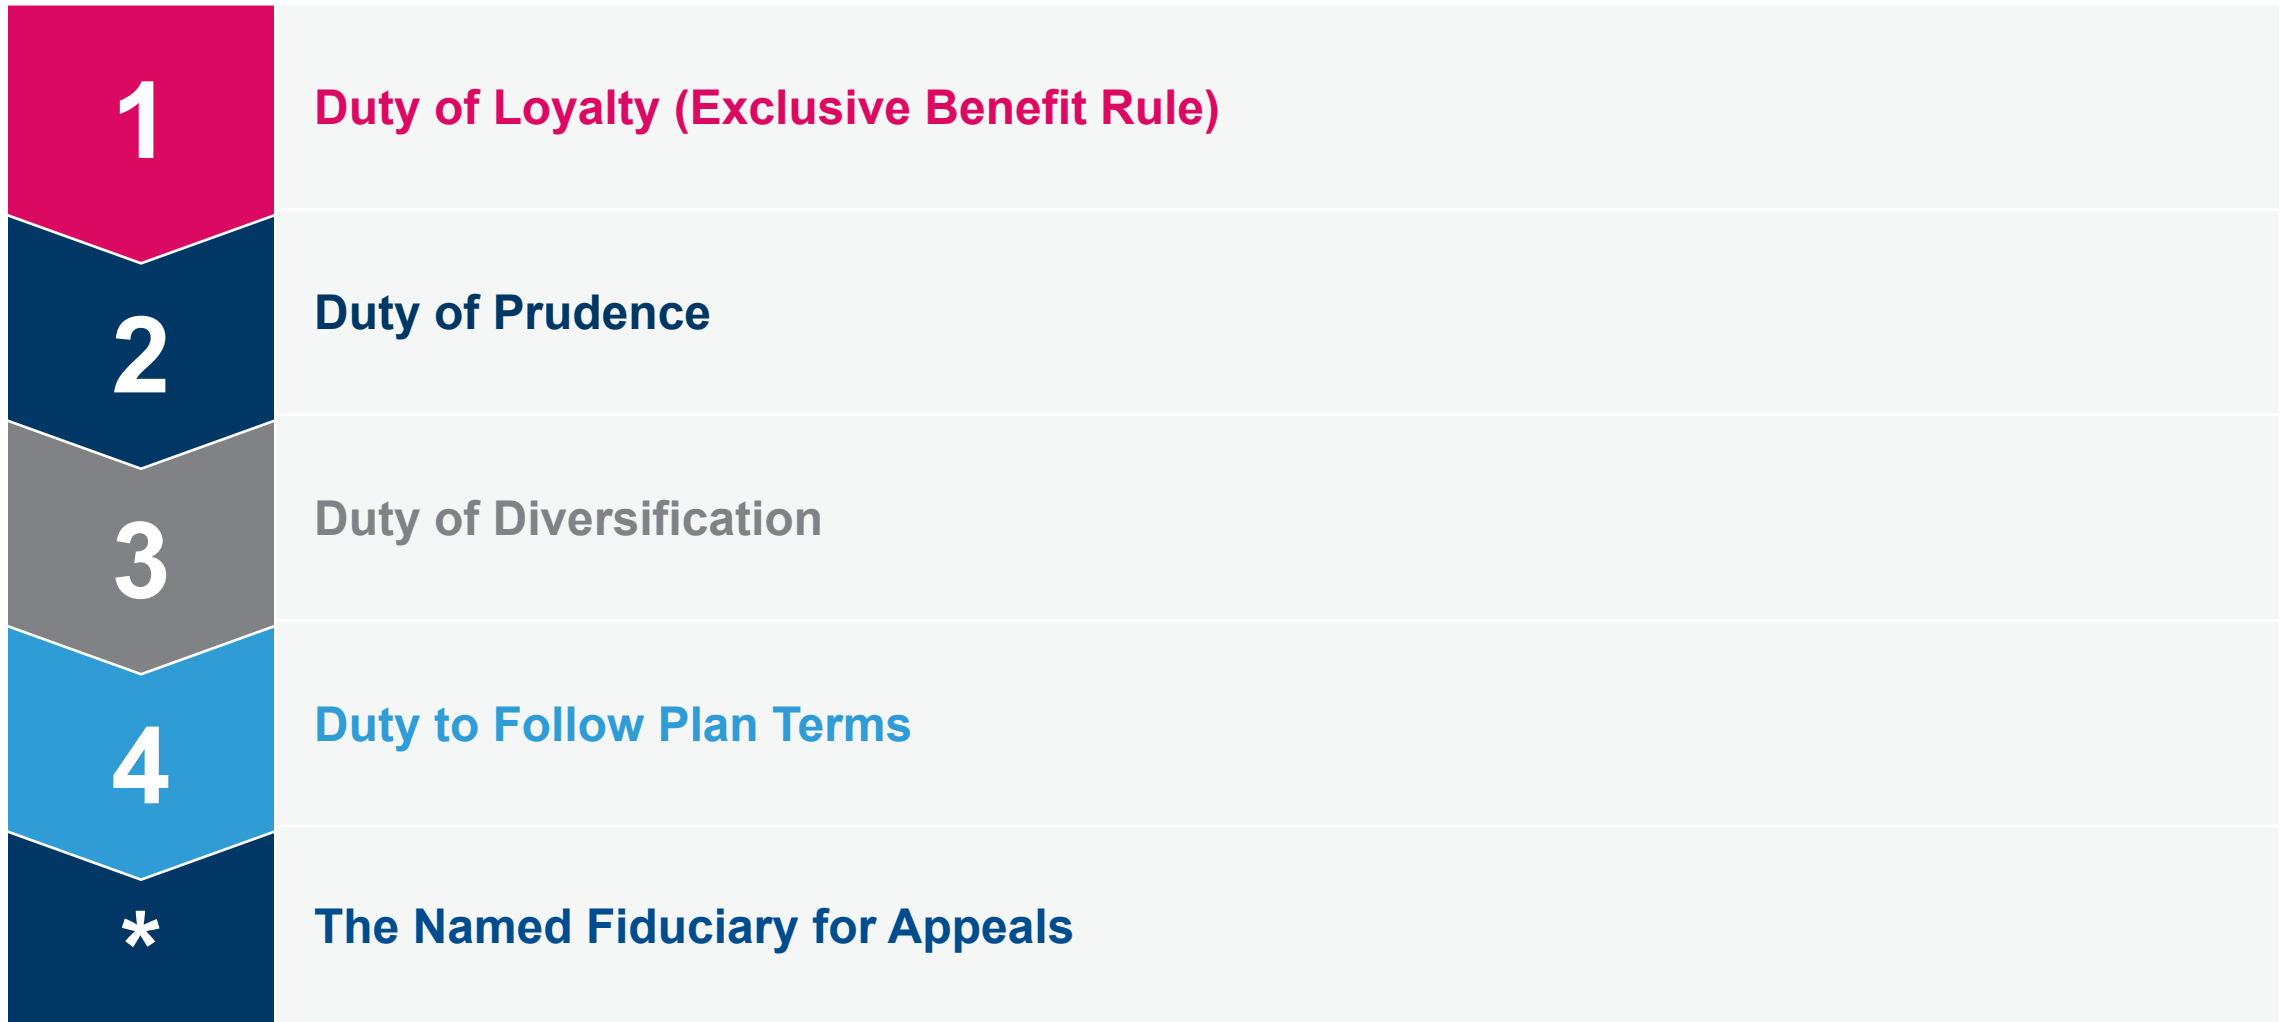 1
Duty of Loyalty (Exclusive Benefit Rule)
2
Duty of Prudence
3
Duty of Diversification
4
Duty to Follow Plan Terms
*
The Named Fiduciary for Appeals